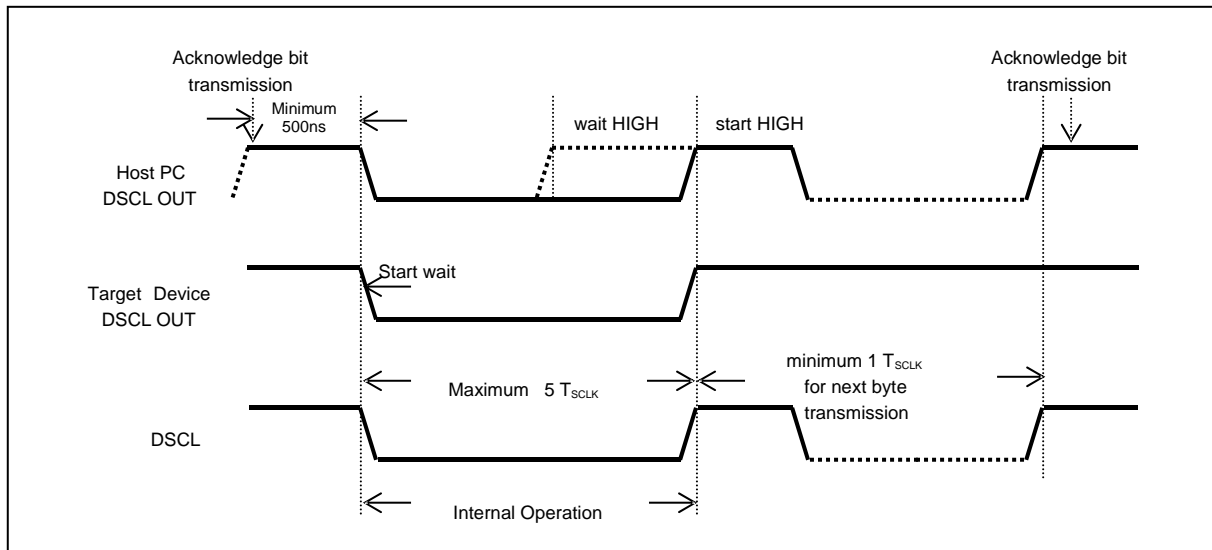 Acknowledge bit
transmission
Acknowledge bit
transmission
Minimum
500ns
wait HIGH
start HIGH
Host PC
DSCL OUT
Start wait
Target Device
DSCL OUT
Maximum 5 TSCLK
minimum 1 TSCLK
for next byte
transmission
DSCL
Internal Operation